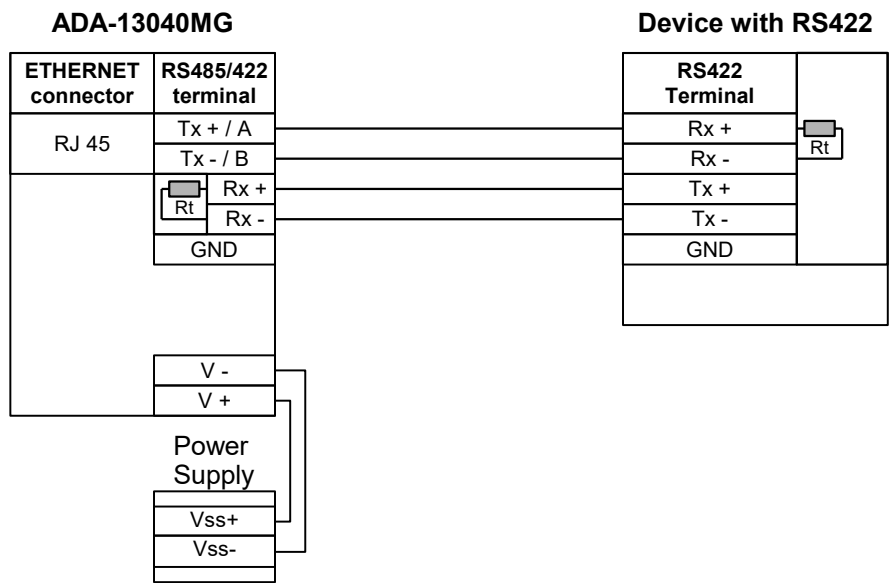 ADA-13040MG
Device with RS422
ETHERNET
connector
RS485/422
terminal
RS422
Terminal
RJ 45
Tx + / A
Rx +
Rt
Tx - / B
Rx -
Rt
Rx +
Tx +
Rx -
Tx -
GND
GND
V -
V +
Power
Supply
Vss+
Vss-